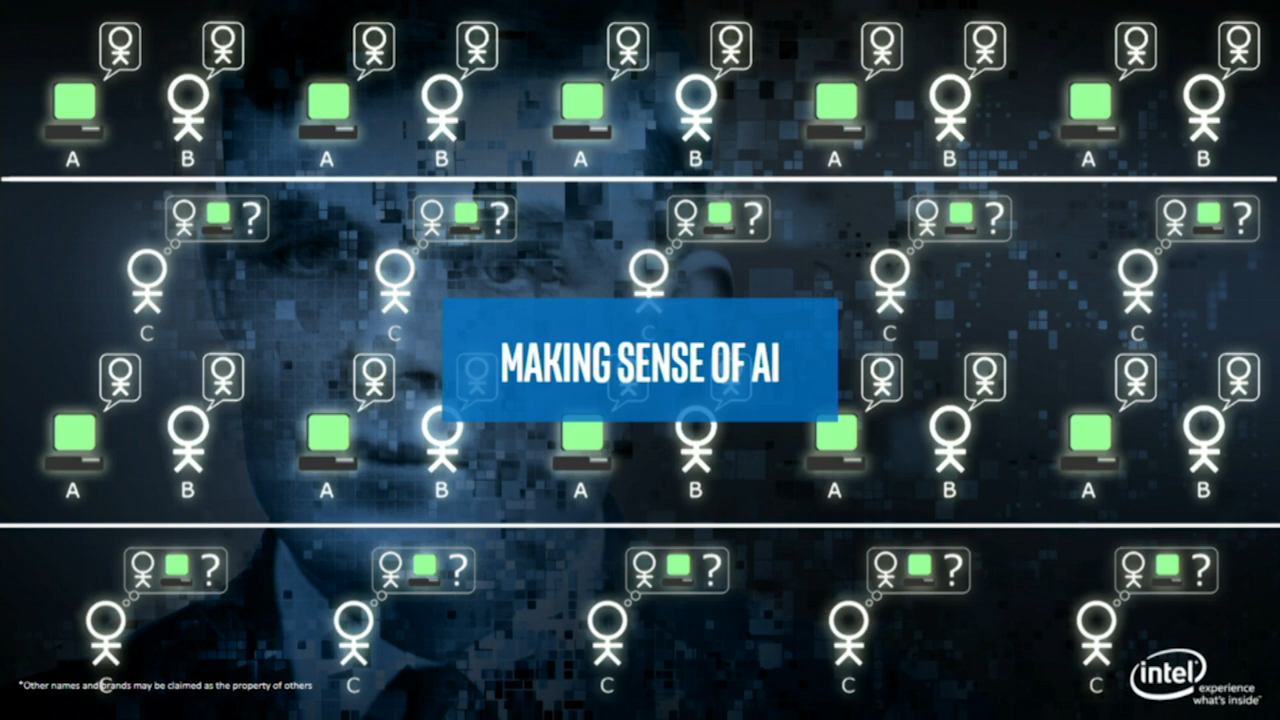 A B A B A B A B A B
? ? ? ? ?
C C C C C
MAKING SENSE OF AI
A B A B A B A B A B
? ? ? ? ?
C C C C C
*Other names and brands may be claimed as the property of others
intel
experience
what's inside™